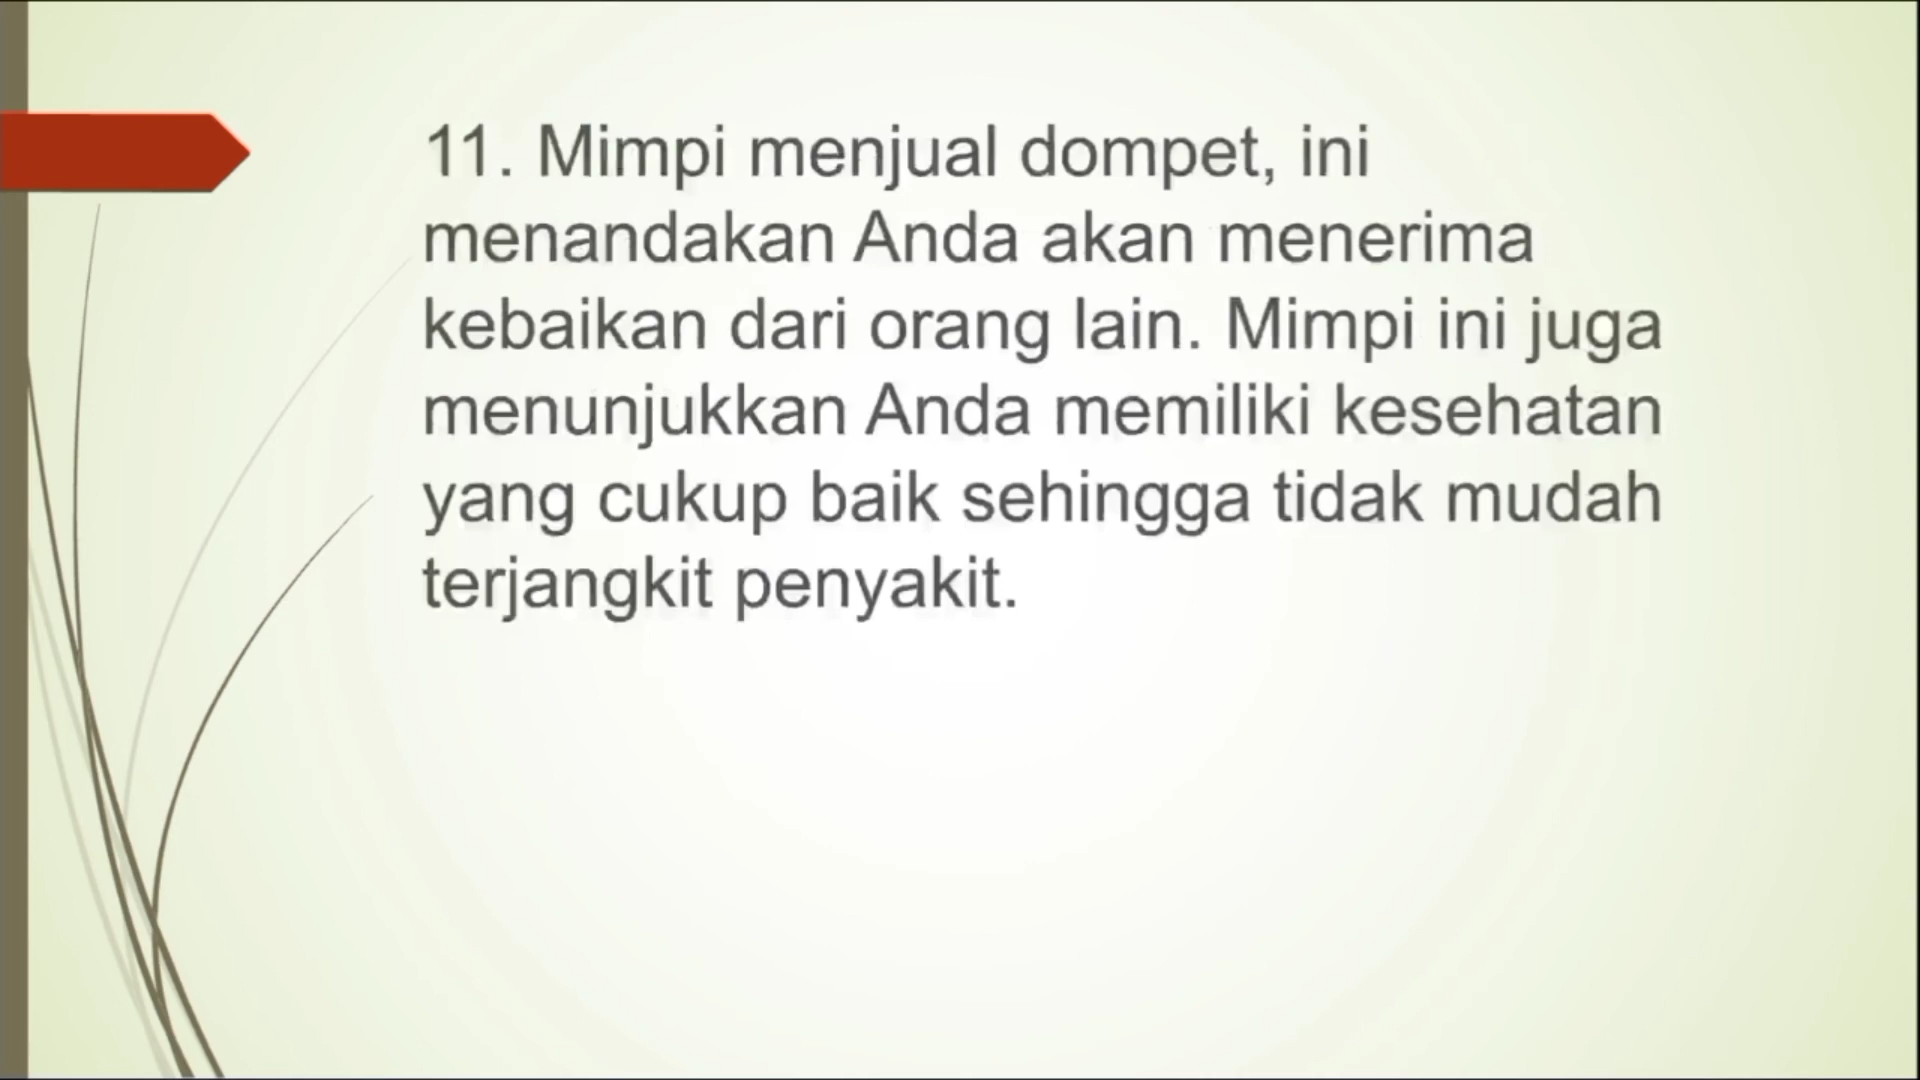 11. Mimpi menjual dompet, ini
menandakan Anda akan menerima
kebaikan dari orang lain. Mimpi ini juga
menunjukkan Anda memiliki kesehatan
yang cukup baik sehingga tidak mudah
terjangkit penyakit.